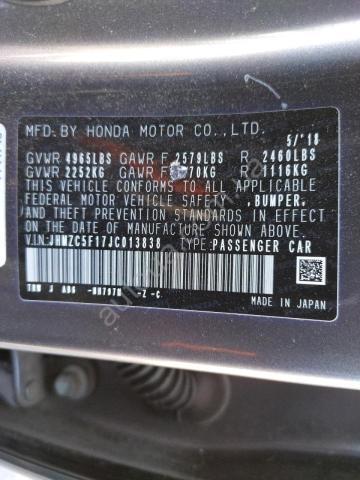 MFD.BY HONDA MOTOR CO.,LTD. 5/'18
GVWR 4965LBS GAWR F 2579LBS R 2460LBS
GVWR 2252KG GAWR F 70KG R 1116KG
THIS VEHICLE CONFORMS TO ALL APPLICABLE
FEDERAL MOTOR VEHICLE SAFETY, BUMPER,
AND THEFT PREVENTION STANDARDS IN EFFECT
ON THE DATE OF MANUFACTURE SHOWN ABOVE.
V.I.N: JHMZC5F17JC013838 TYPE: PASSENGER CAR
-Z -C
MADE IN JAPAN